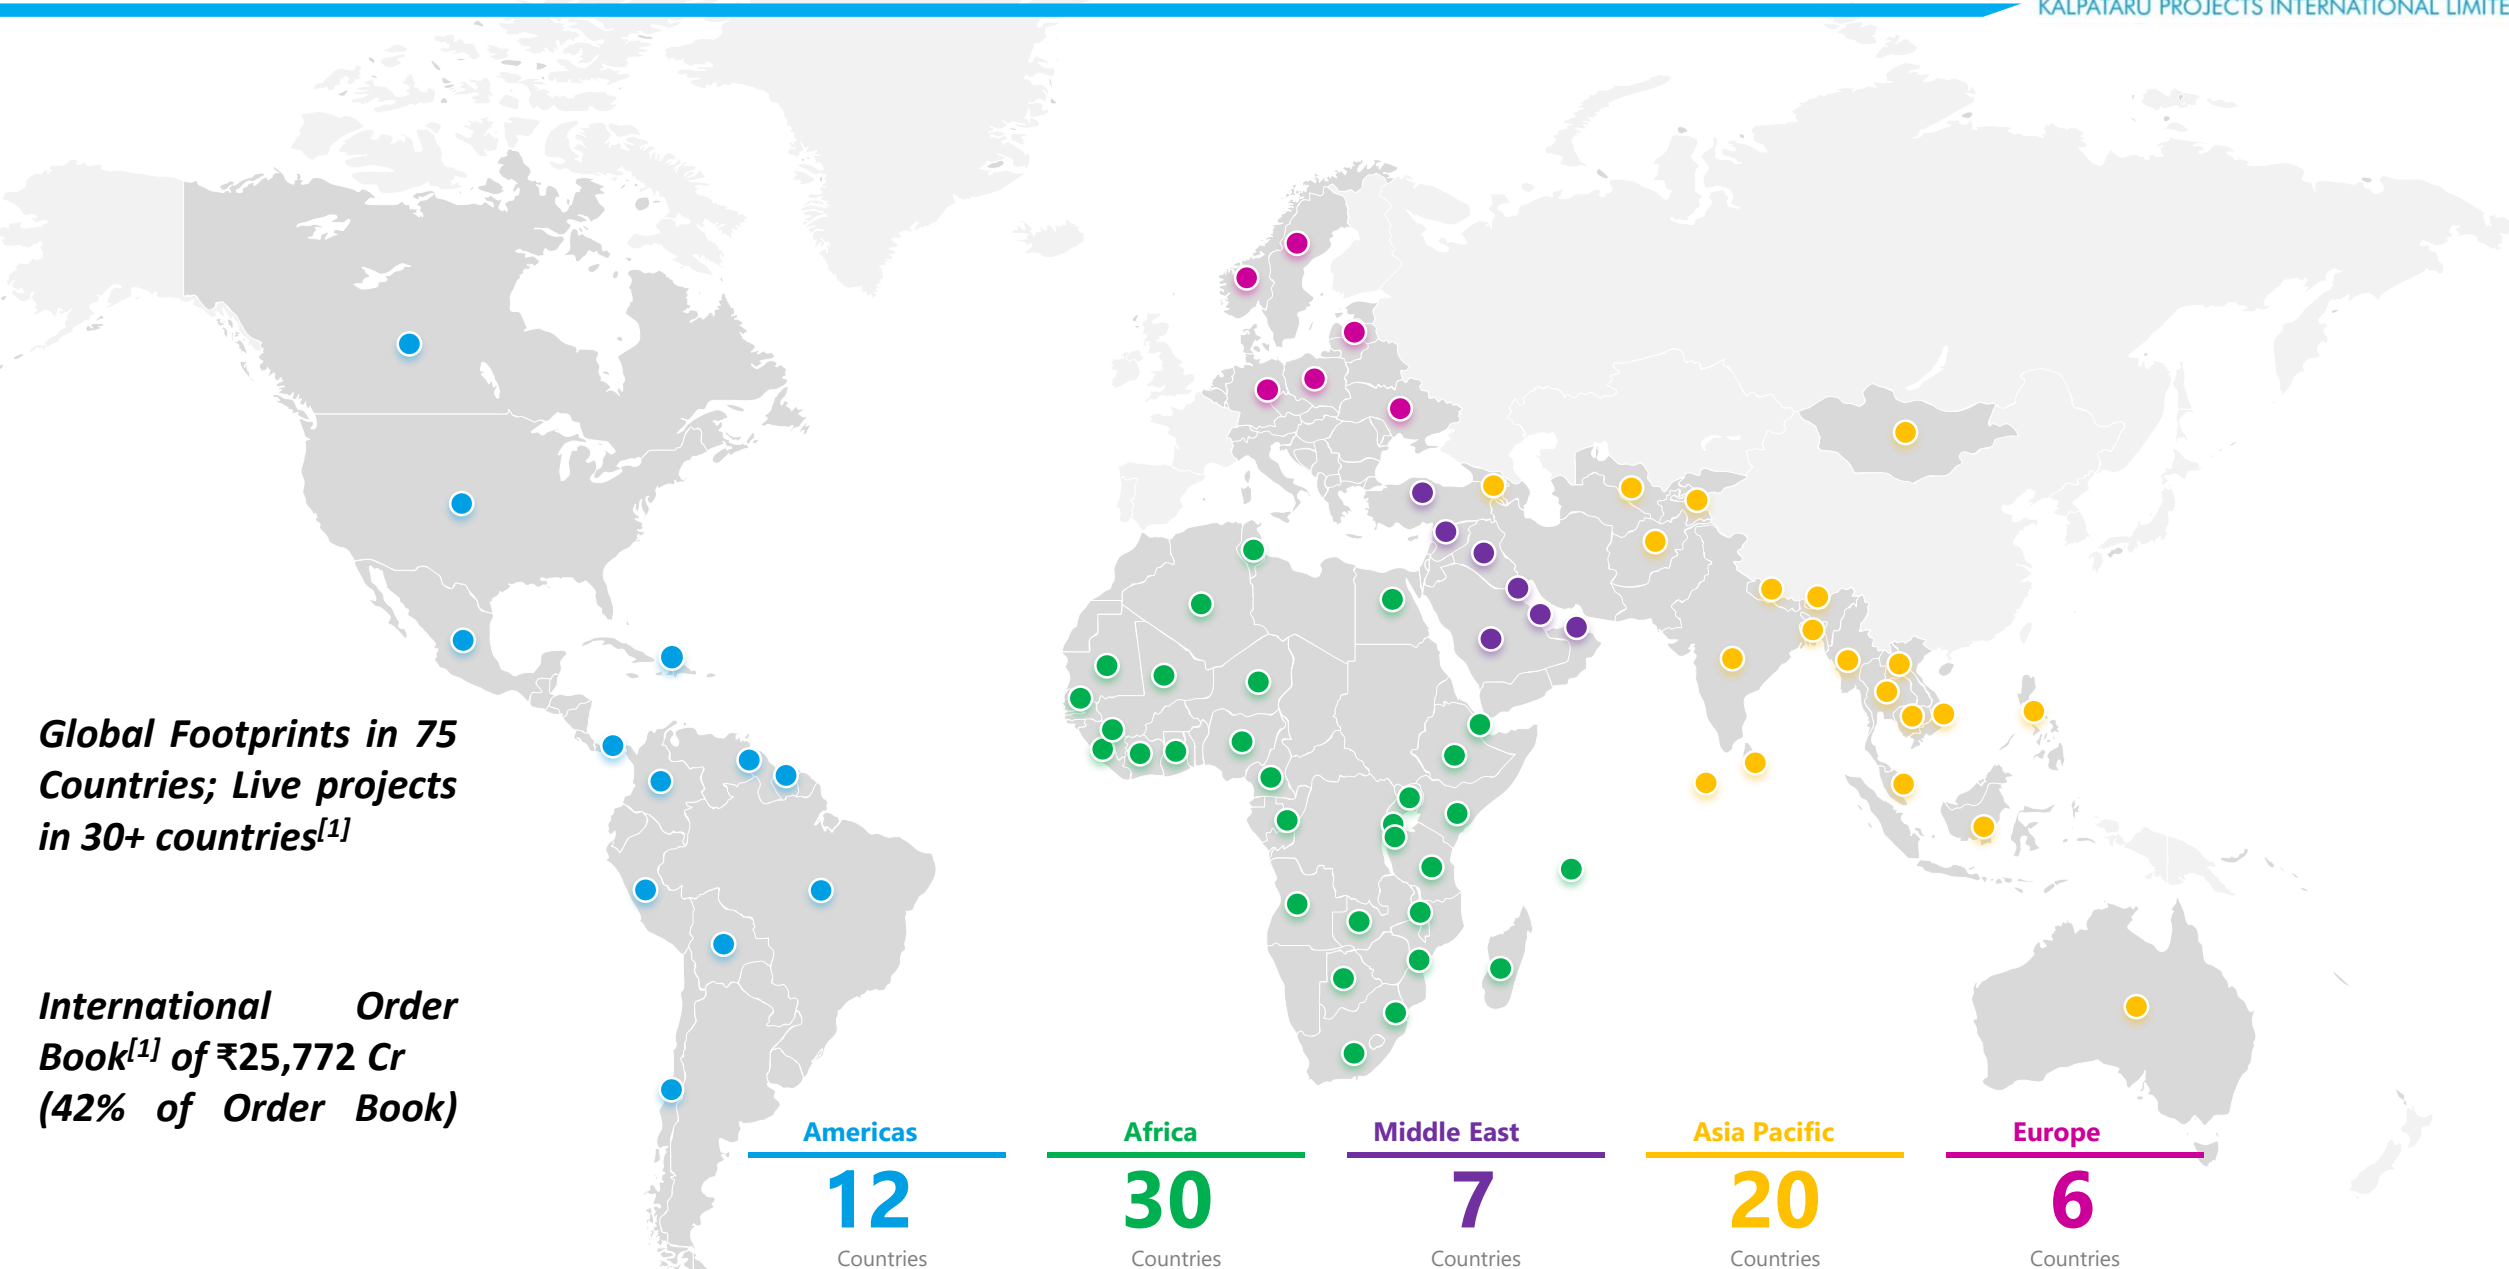 KALPATARU PROJECTS INTERNATIONAL LIMITE
Global Footprints in 75
Countries; Live projects
in 30+ countries[1]
International Order
Book[1] of ₹25,772 Cr
(42% of Order Book)
Americas
12
Countries
Africa
30
Countries
Middle East
7
Countries
Asia Pacific
20
Countries
Europe
6
Countries